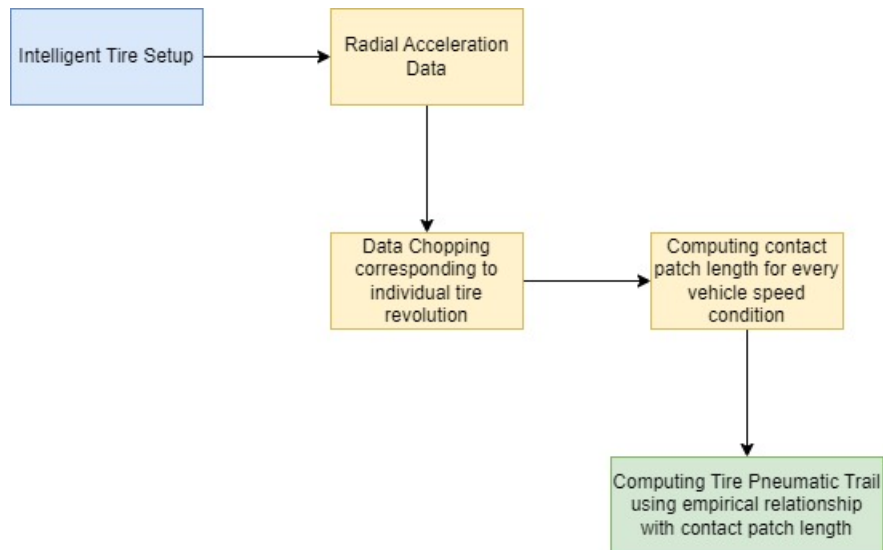 Intelligent Tire Setup
Radial Acceleration
Data
Data Chopping
corresponding to
individual tire
revolution
Computing contact
patch length for every
vehicle speed
condition
Computing Tire Pneumatic Trail
using empirical relationship
with contact patch length